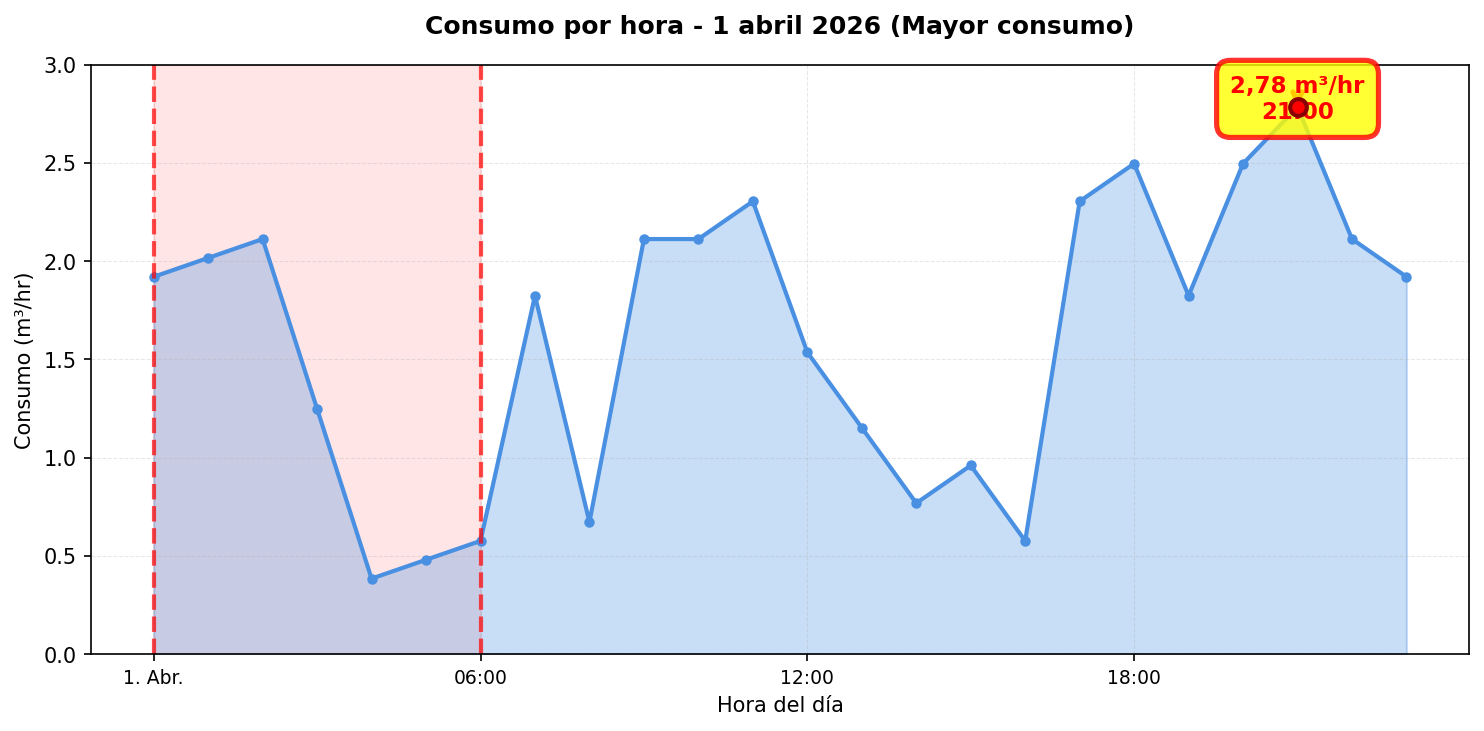 Consumo por hora - 1 abril 2026 (Mayor consumo)
3.0
2.5
2.0
1.5
1.0
0.5
0.0
Consumo (m³/hr)
2,78 m³/hr
21:00
1. Abr.
06:00
12:00
18:00
Hora del día